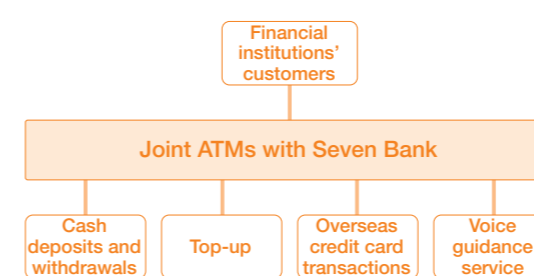 Financial
institutions'
customers
Joint ATMs with Seven Bank
Cash
deposits and
withdrawals
Top-up
Overseas
credit card
transactions
Voice
guidance
service